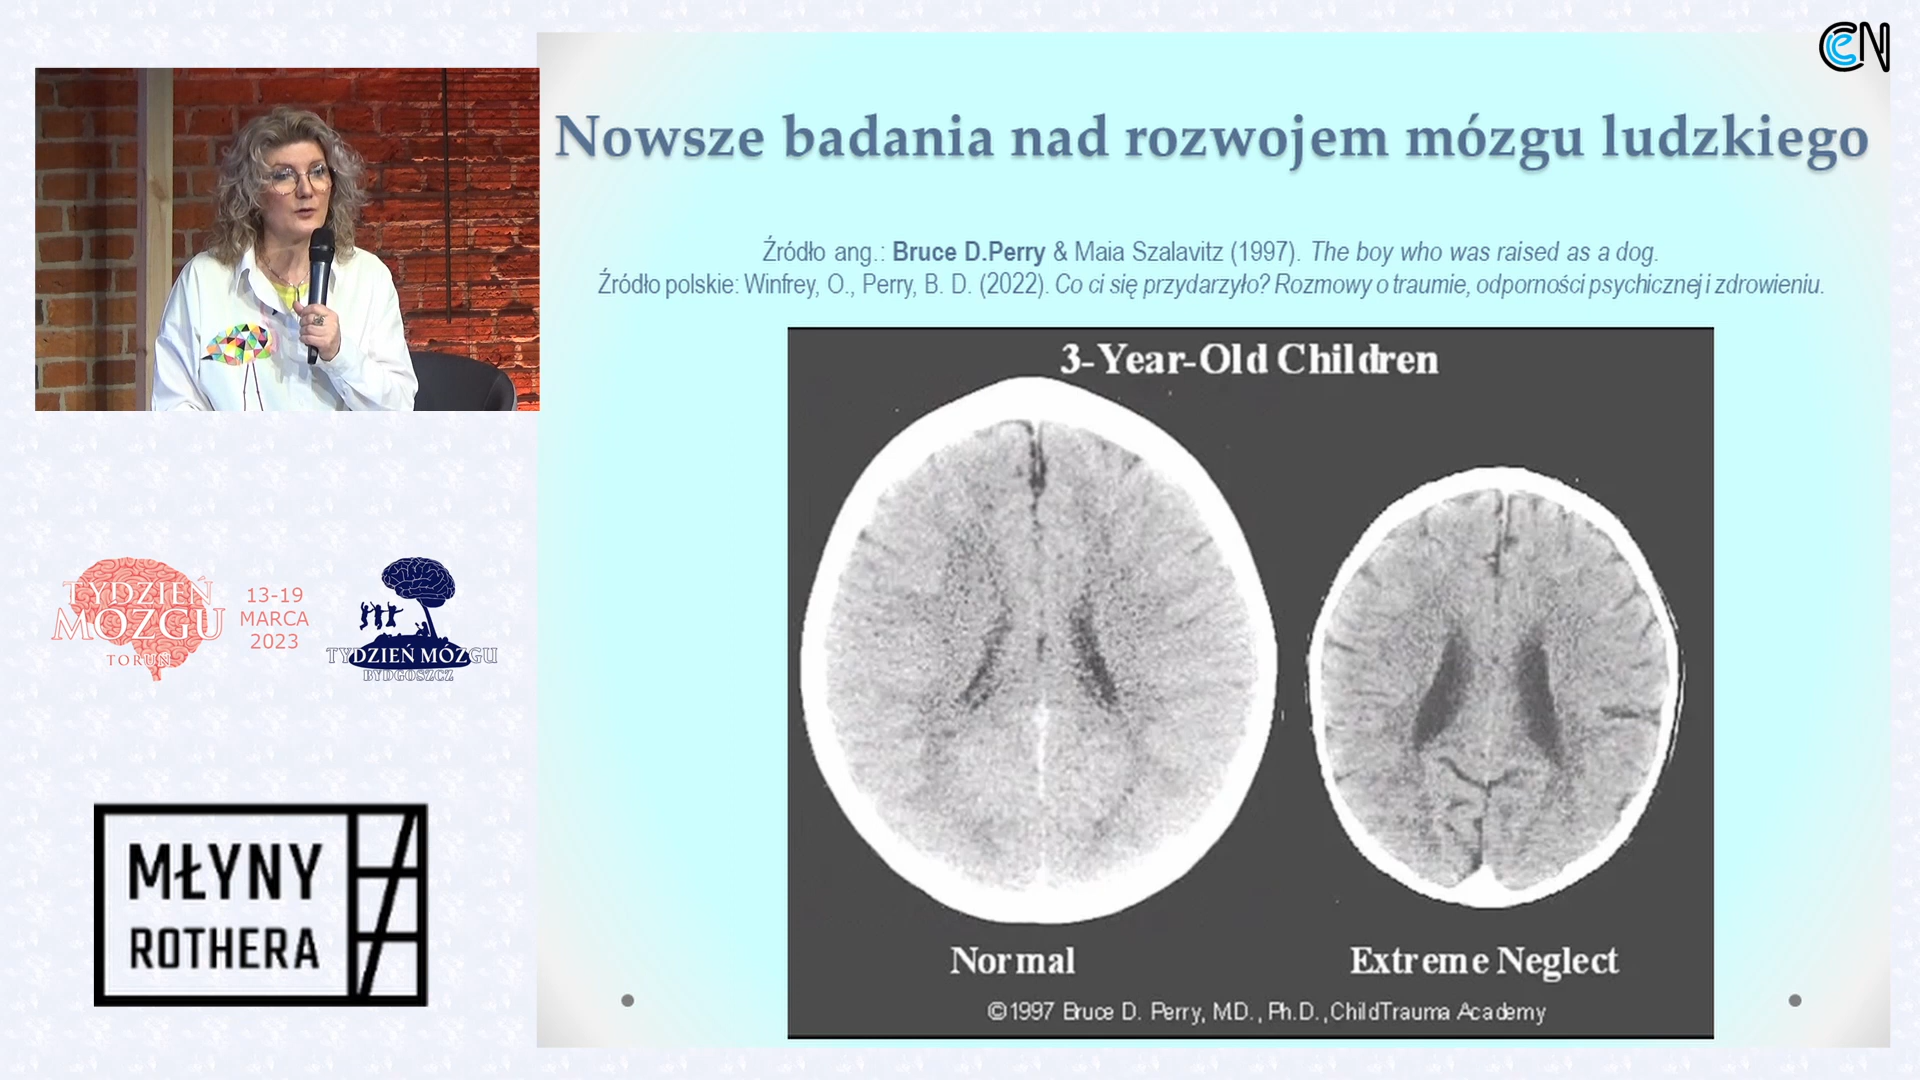 CCN
Nowsze badania nad rozwojem mózgu ludzkiego
Źródło ang.: Bruce D.Perry & Maia Szalavitz (1997). The boy who was raised as a dog.
Źródło polskie: Winfrey, O., Perry, B. D. (2022). Co ci się przydarzyło? Rozmowy o traumie, odporności psychicznej i zdrowieniu.
3-Year-Old Children
Normal
Extreme Neglect
©1997 Bruce D. Perry, MD., Ph.D.,ChildTrauma Academy
TYDZIEŃ
MÓZGU
TORUŃ
13-19
MARCA
2023
TYDZIEŃ MÓZGU
BYDGOSZCZ
MŁYNY
ROTHERA